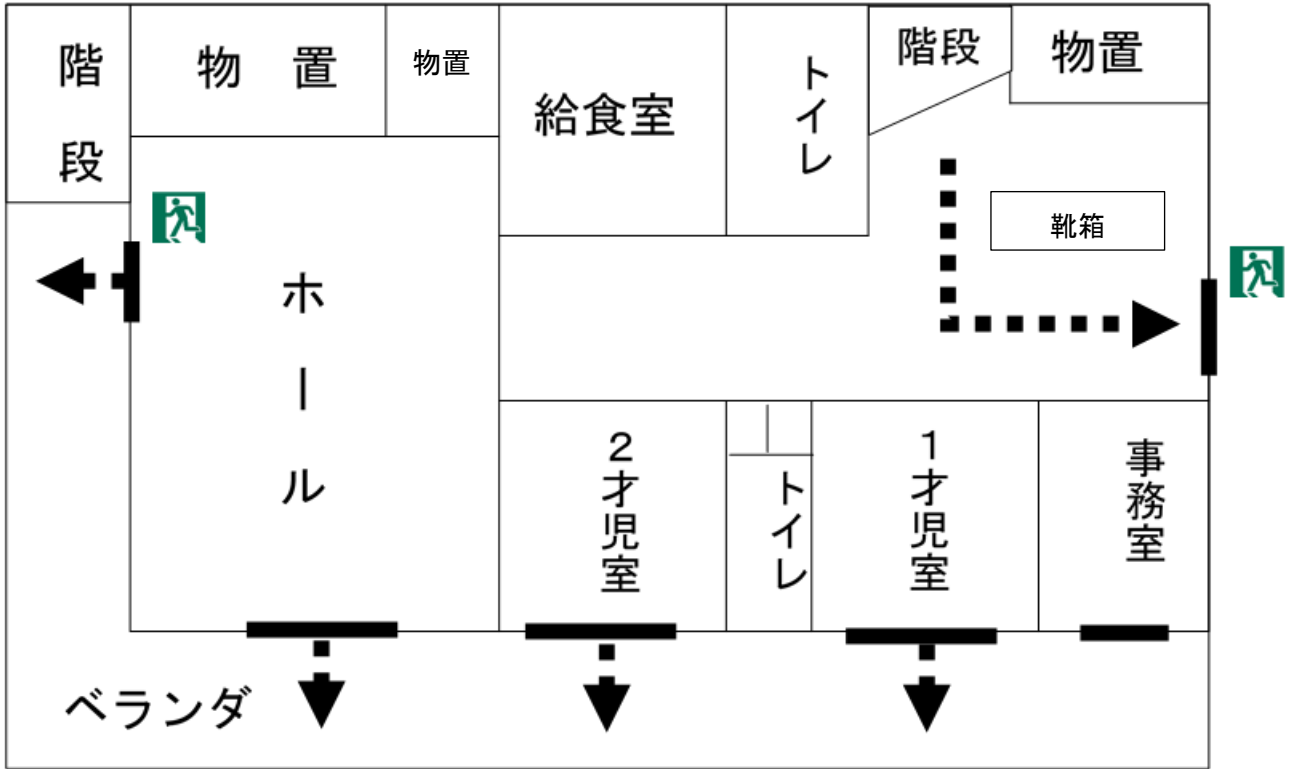 階段
物置
物置
給食室
トイレ
階段
物置
靴箱
ホール
２才児室
トイレ
１才児室
事務室
ベランダ